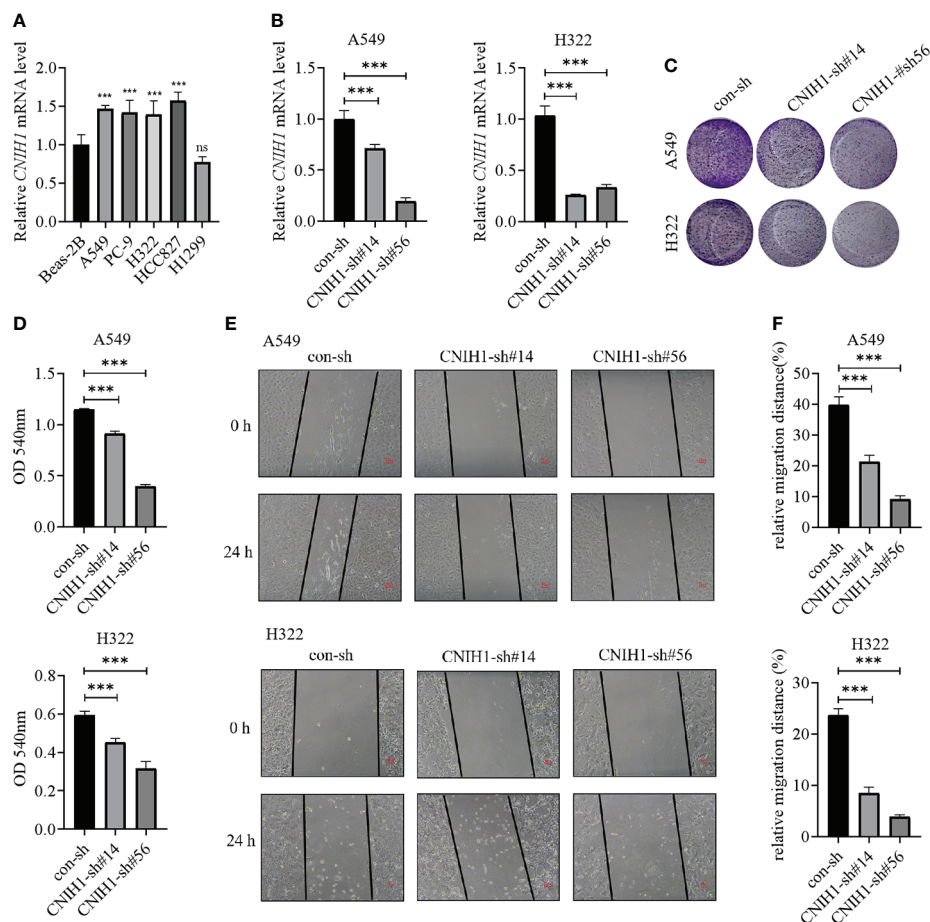 A
Relative CNIH1 mRNA level
2.0
1.5
1.0
0.5
0.0
***
***
***
***
ns
Beas-2B
A549
PC-9
H322
HCC827
H1299
B
A549
Relative CNIH1 mRNA level
1.5
1.0
0.5
0.0
***
***
con-sh
CNIH1-sh#14
CNIH1-sh#56
H322
Relative CNIH1 mRNA level
1.5
1.0
0.5
0.0
***
***
con-sh
CNIH1-sh#14
CNIH1-sh#56
C
con-sh
CNIH1-sh#14
CNIH1-#sh56
A549
H322
D
A549
OD 540nm
1.5
1.0
0.5
0.0
***
***
con-sh
CNIH1-sh#14
CNIH1-sh#56
H322
OD 540nm
0.8
0.6
0.4
0.2
0.0
***
***
con-sh
CNIH1-sh#14
CNIH1-sh#56
E
A549
con-sh
CNIH1-sh#14
CNIH1-sh#56
0 h
24 h
H322
con-sh
CNIH1-sh#14
CNIH1-sh#56
0 h
24 h
F
A549
relative migration distance(%)
50
40
30
20
10
0
***
***
con-sh
CNIH1-sh#14
CNIH1-sh#56
H322
relative migration distance (%)
30
20
10
0
***
***
con-sh
CNIH1-sh#14
CNIH1-sh#56